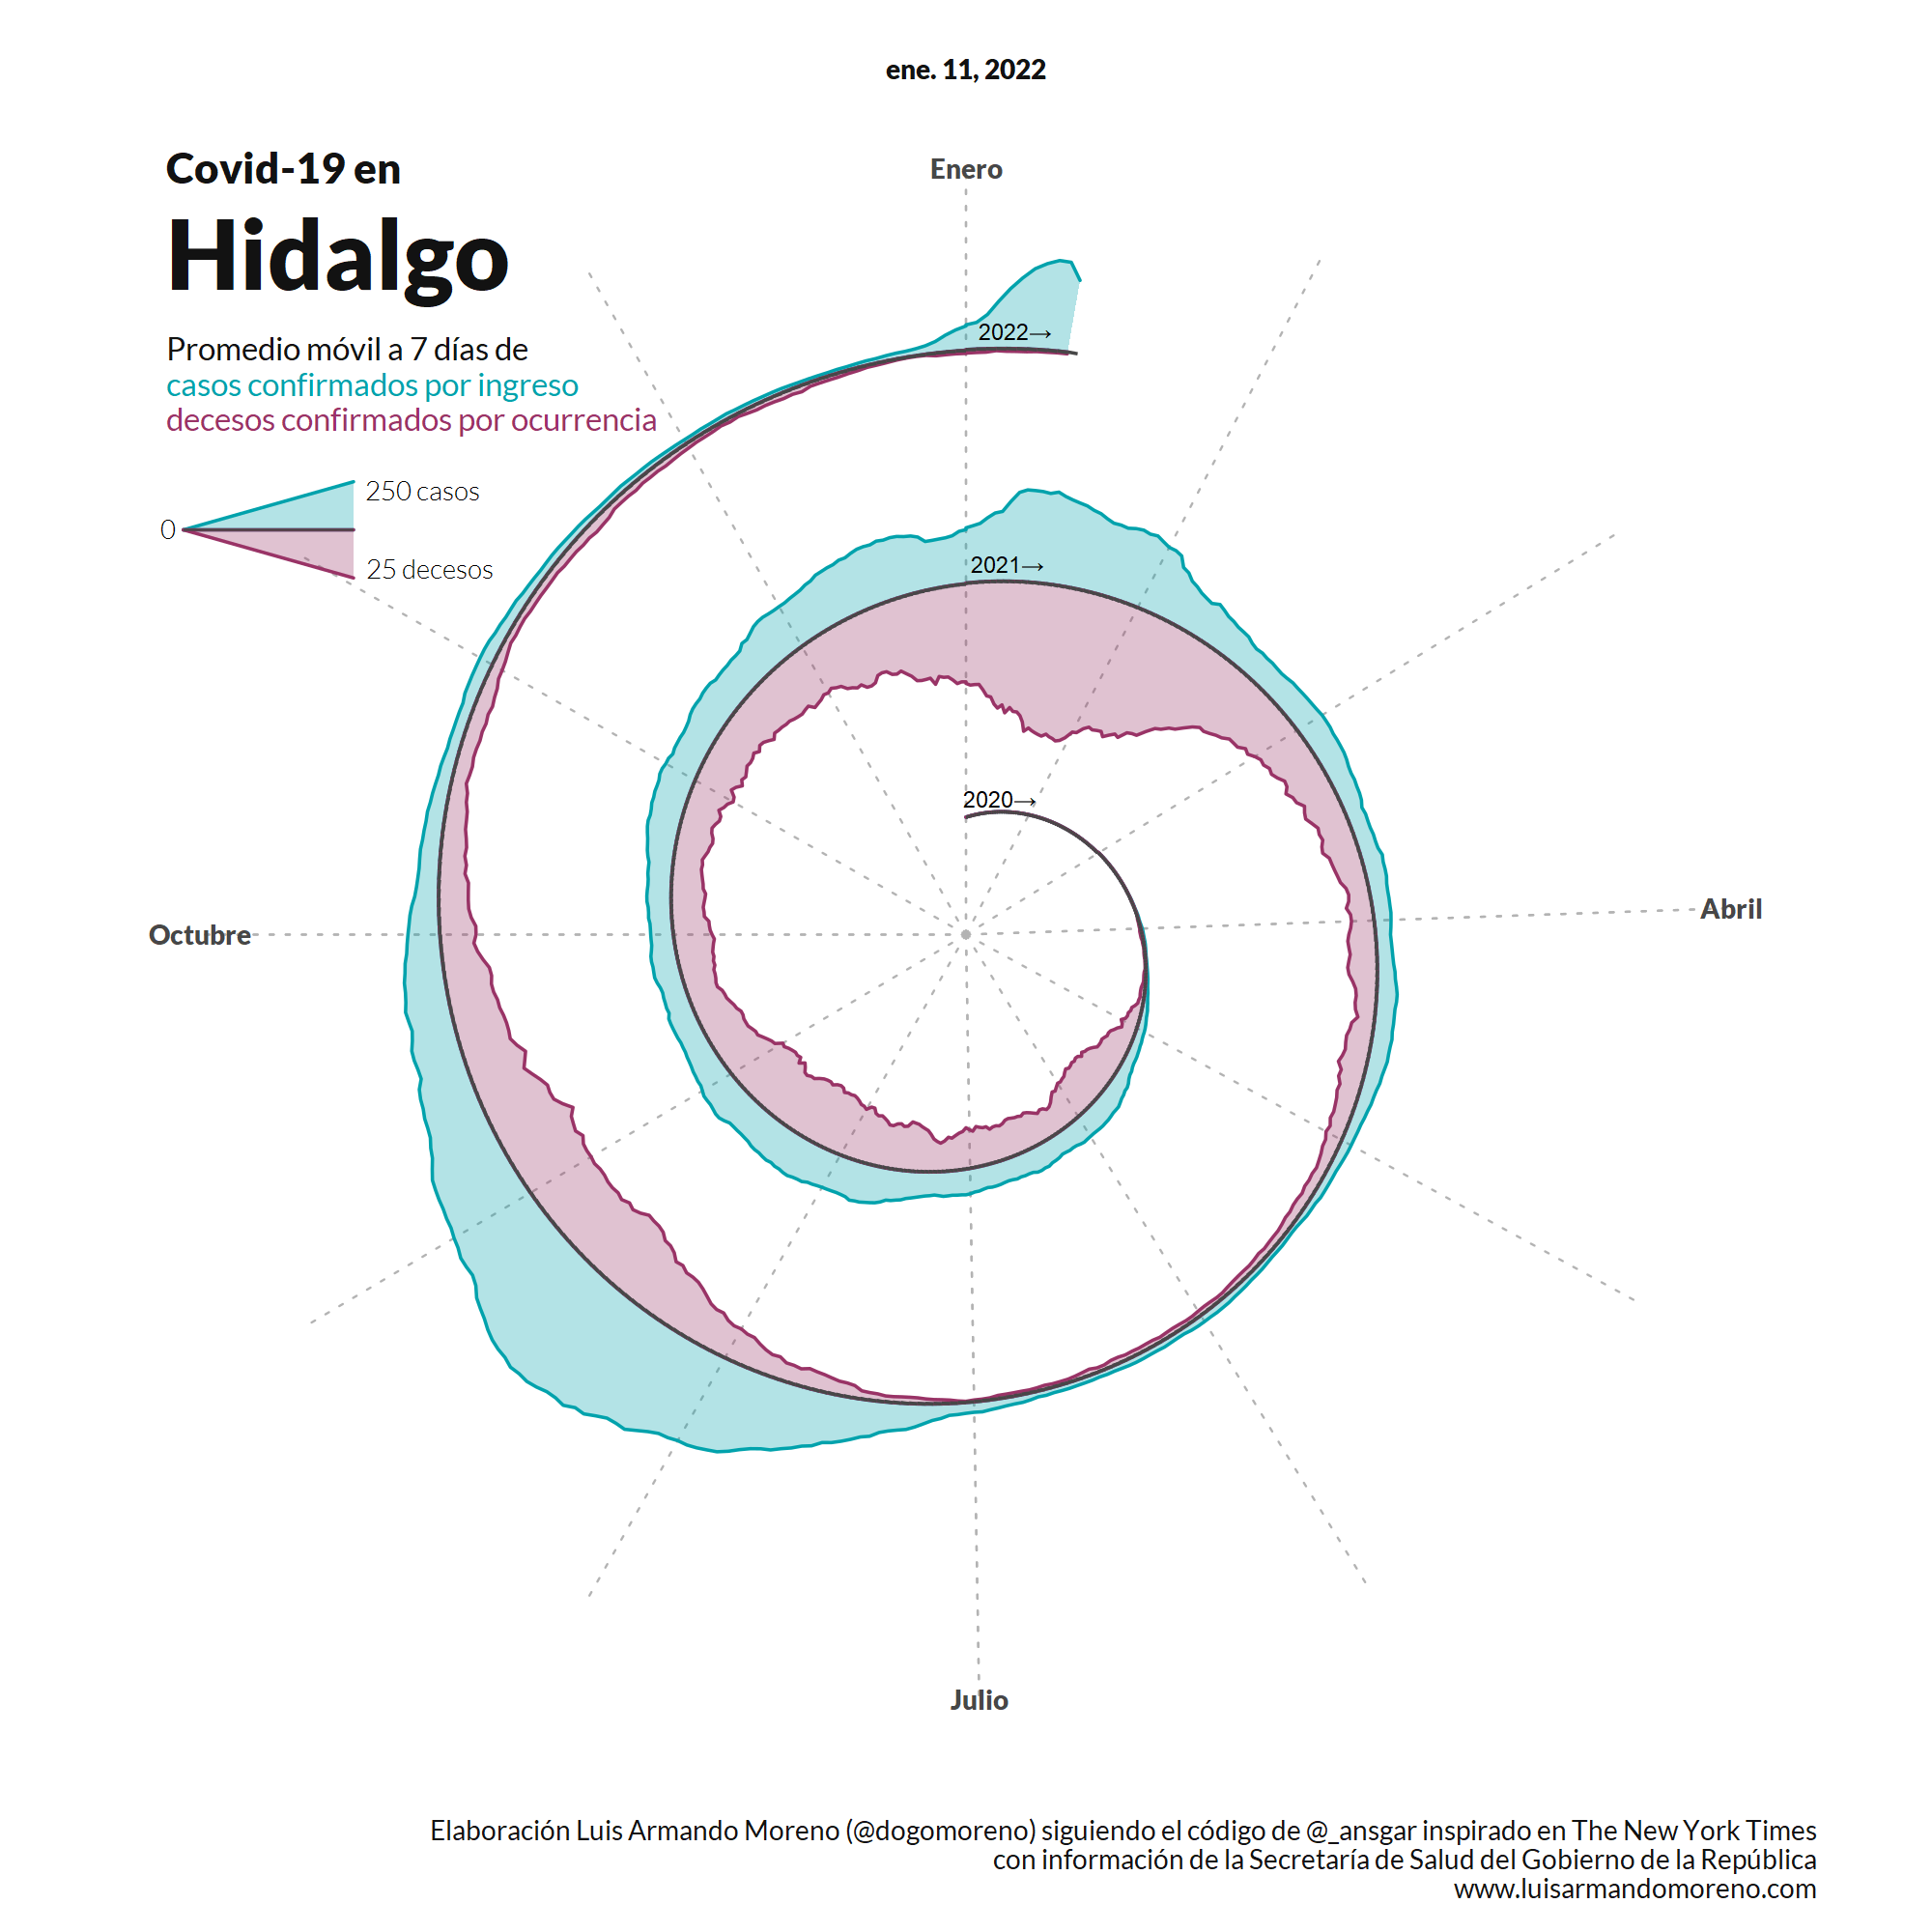 ene. 11, 2022
Covid-19 en
Hidalgo
Promedio móvil a 7 días de
casos confirmados por ingreso
decesos confirmados por ocurrencia
250 casos
0
25 decesos
Enero
2022→
2021→
2020→
Abril
Octubre
Julio
Elaboración Luis Armando Moreno (@dogomoreno) siguiendo el código de @_ansgar inspirado en The New York Times
con información de la Secretaría de Salud del Gobierno de la República
www.luisarmandomoreno.com